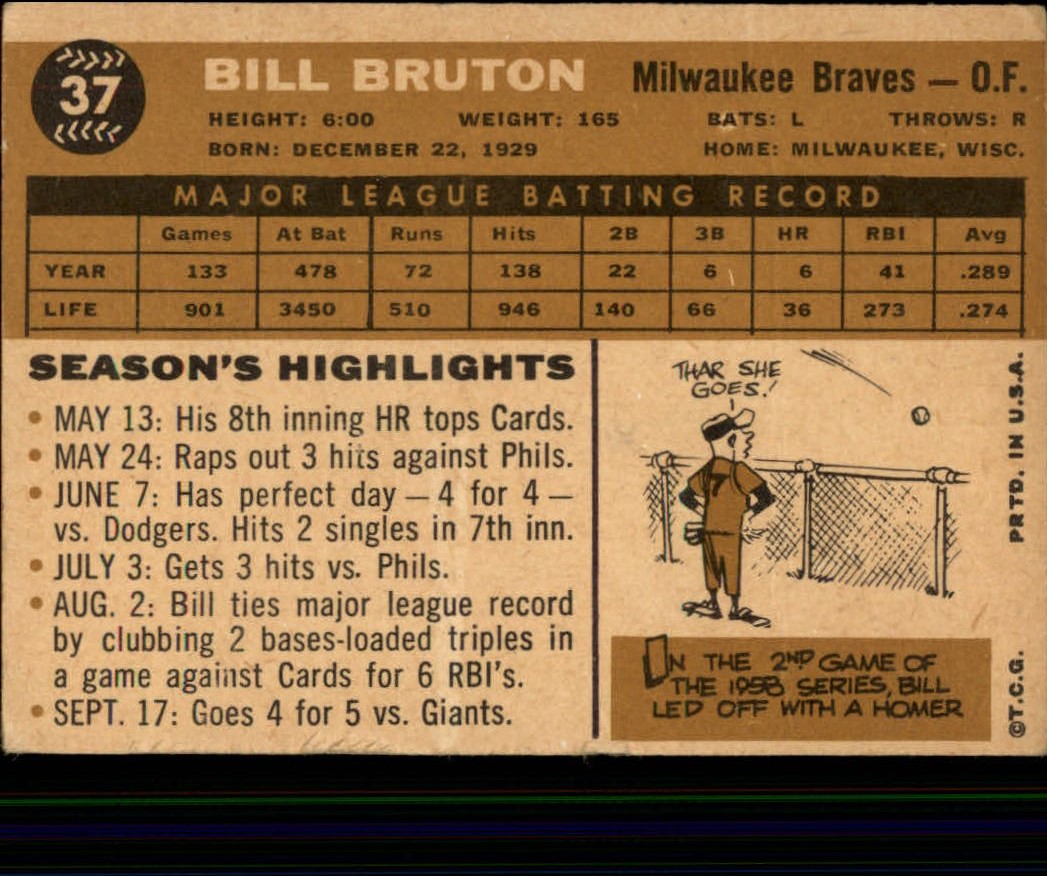 37
BILL BRUTON Milwaukee Braves — O.F.
HEIGHT: 6:00 WEIGHT: 165 BATS: L THROWS: R
BORN: DECEMBER 22, 1929 HOME: MILWAUKEE, WISC.
MAJOR LEAGUE BATTING RECORD
Games At Bat Runs Hits 2B 3B HR RBI Avg
YEAR 133 478 72 138 22 6 6 41 .289
LIFE 901 3450 510 946 140 66 36 273 .274
SEASON'S HIGHLIGHTS
• MAY 13: His 8th inning HR tops Cards.
• MAY 24: Raps out 3 hits against Phils.
• JUNE 7: Has perfect day — 4 for 4 —
vs. Dodgers. Hits 2 singles in 7th inn.
• JULY 3: Gets 3 hits vs. Phils.
• AUG. 2: Bill ties major league record
by clubbing 2 bases-loaded triples in
a game against Cards for 6 RBI's.
• SEPT. 17: Goes 4 for 5 vs. Giants.
THAR SHE
GOES!
7
IN THE 2ND GAME OF
THE 1958 SERIES, BILL
LED OFF WITH A HOMER
©T.C.G. PRTD. IN U.S.A.